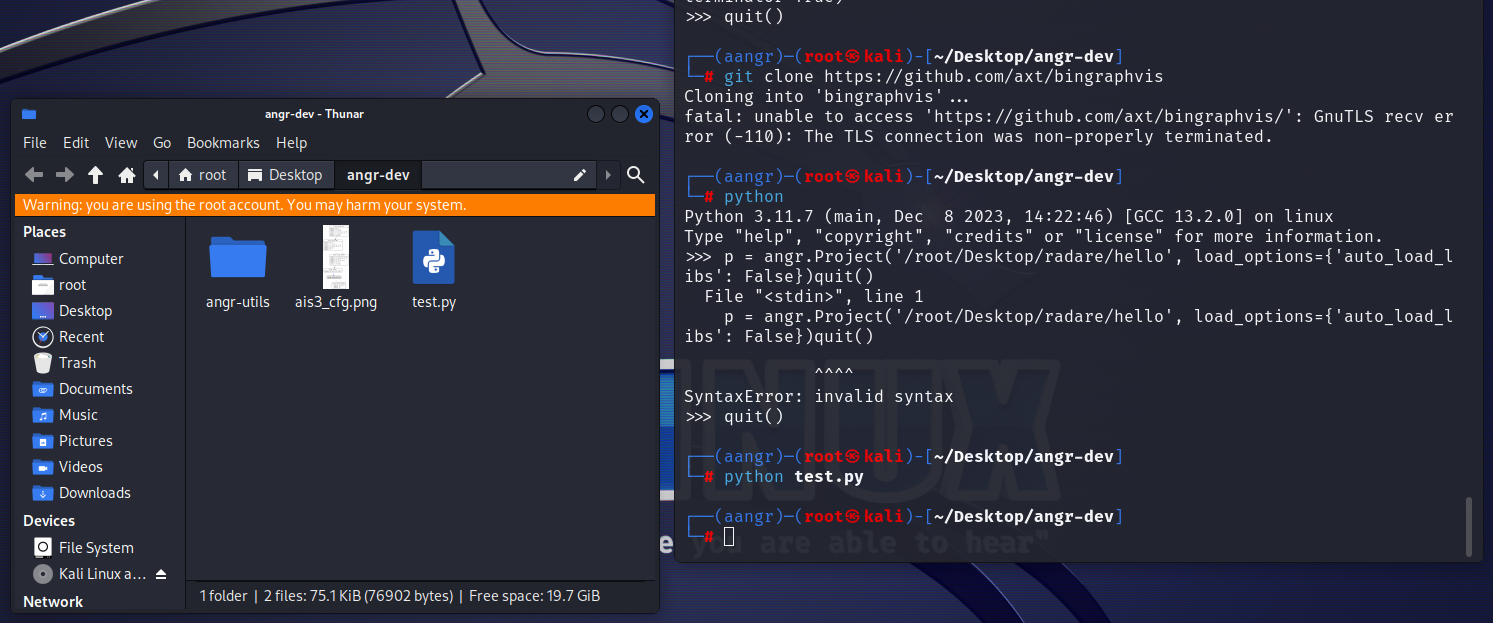 angr-dev - Thunar
File Edit View Go Bookmarks Help
root Desktop angr-dev
Warning: you are using the root account. You may harm your system.
Places
Computer
root
Desktop
Recent
Trash
Documents
Music
Pictures
Videos
Downloads
Devices
File System
Kali Linux a...
Network
angr-utils
ais3_cfg.png
test.py
1 folder | 2 files: 75.1 KiB (76902 bytes) | Free space: 19.7 GiB
>>> quit()
┌──(aangr)─(root㉿kali)-[~/Desktop/angr-dev]
└─# git clone https://github.com/axt/bingraphvis
Cloning into 'bingraphvis'...
fatal: unable to access 'https://github.com/axt/bingraphvis/': GnuTLS recv er
ror (-110): The TLS connection was non-properly terminated.
┌──(aangr)─(root㉿kali)-[~/Desktop/angr-dev]
└─# python
Python 3.11.7 (main, Dec  8 2023, 14:22:46) [GCC 13.2.0] on linux
Type "help", "copyright", "credits" or "license" for more information.
>>> p = angr.Project('/root/Desktop/radare/hello', load_options={'auto_load_l
ibs': False})quit()
  File "<stdin>", line 1
    p = angr.Project('/root/Desktop/radare/hello', load_options={'auto_load_l
ibs': False})quit()
             ^^^^
SyntaxError: invalid syntax
>>> quit()
┌──(aangr)─(root㉿kali)-[~/Desktop/angr-dev]
└─# python test.py
┌──(aangr)─(root㉿kali)-[~/Desktop/angr-dev]
└─#
e you are able to hear"